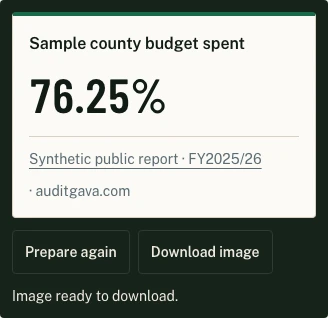 Sample county budget spent
76.25%
Synthetic public report · FY2025/26
· auditgava.com
Prepare again
Download image
Image ready to download.